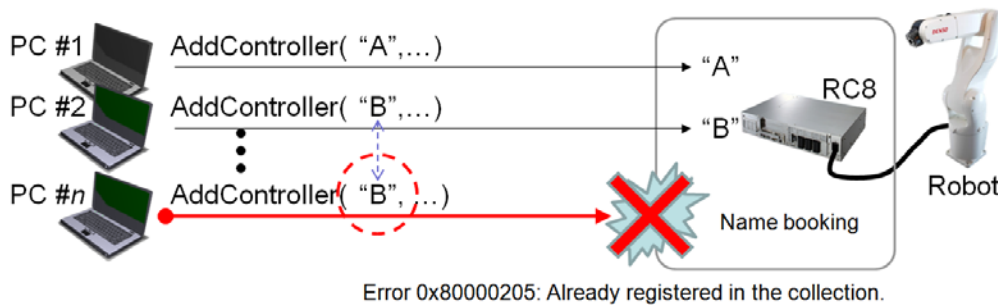 PC #1 AddController( “A”,…)
“A”
RC8
PC #2 AddController( “B”,…)
“B”
PC #n AddController( “B”, …)
Robot
Name booking
Error 0x80000205: Already registered in the collection.